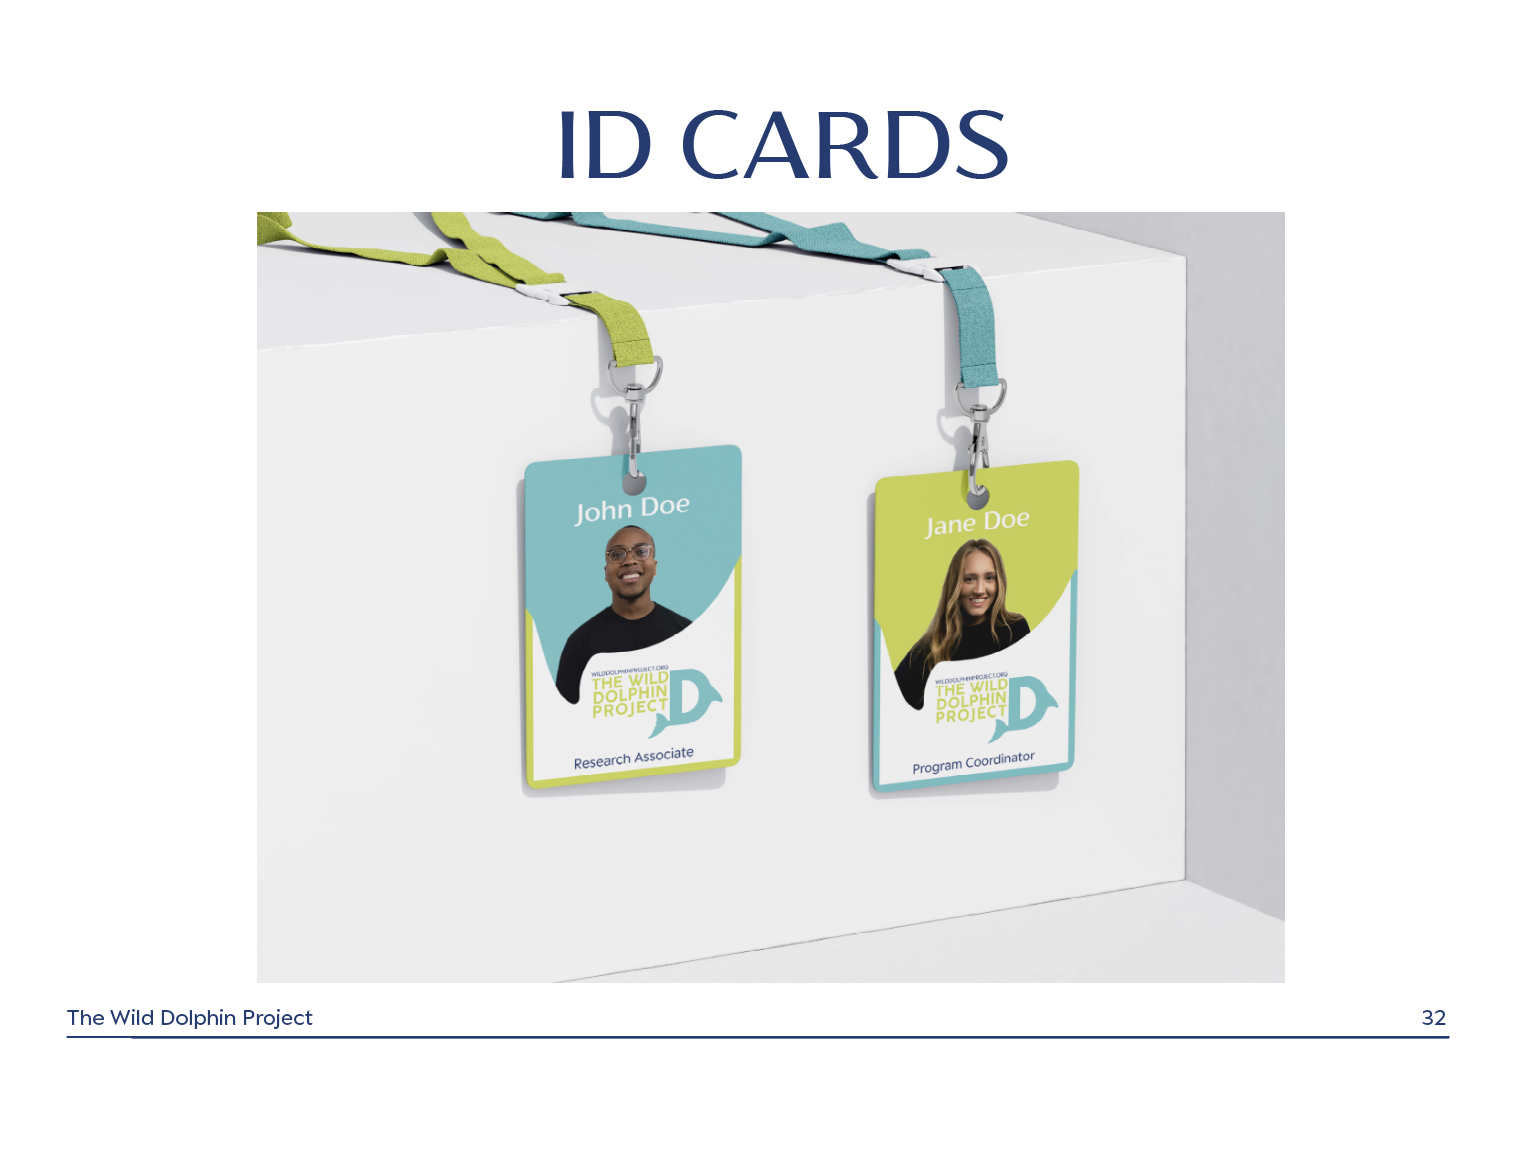 ID CARDS
John Doe
WILDDOLPHINPROJECT.ORG
THE WILD
DOLPHIN
PROJECT
D
Research Associate
Jane Doe
WILDDOLPHINPROJECT.ORG
THE WILD
DOLPHIN
PROJECT
D
Program Coordinator
The Wild Dolphin Project
32